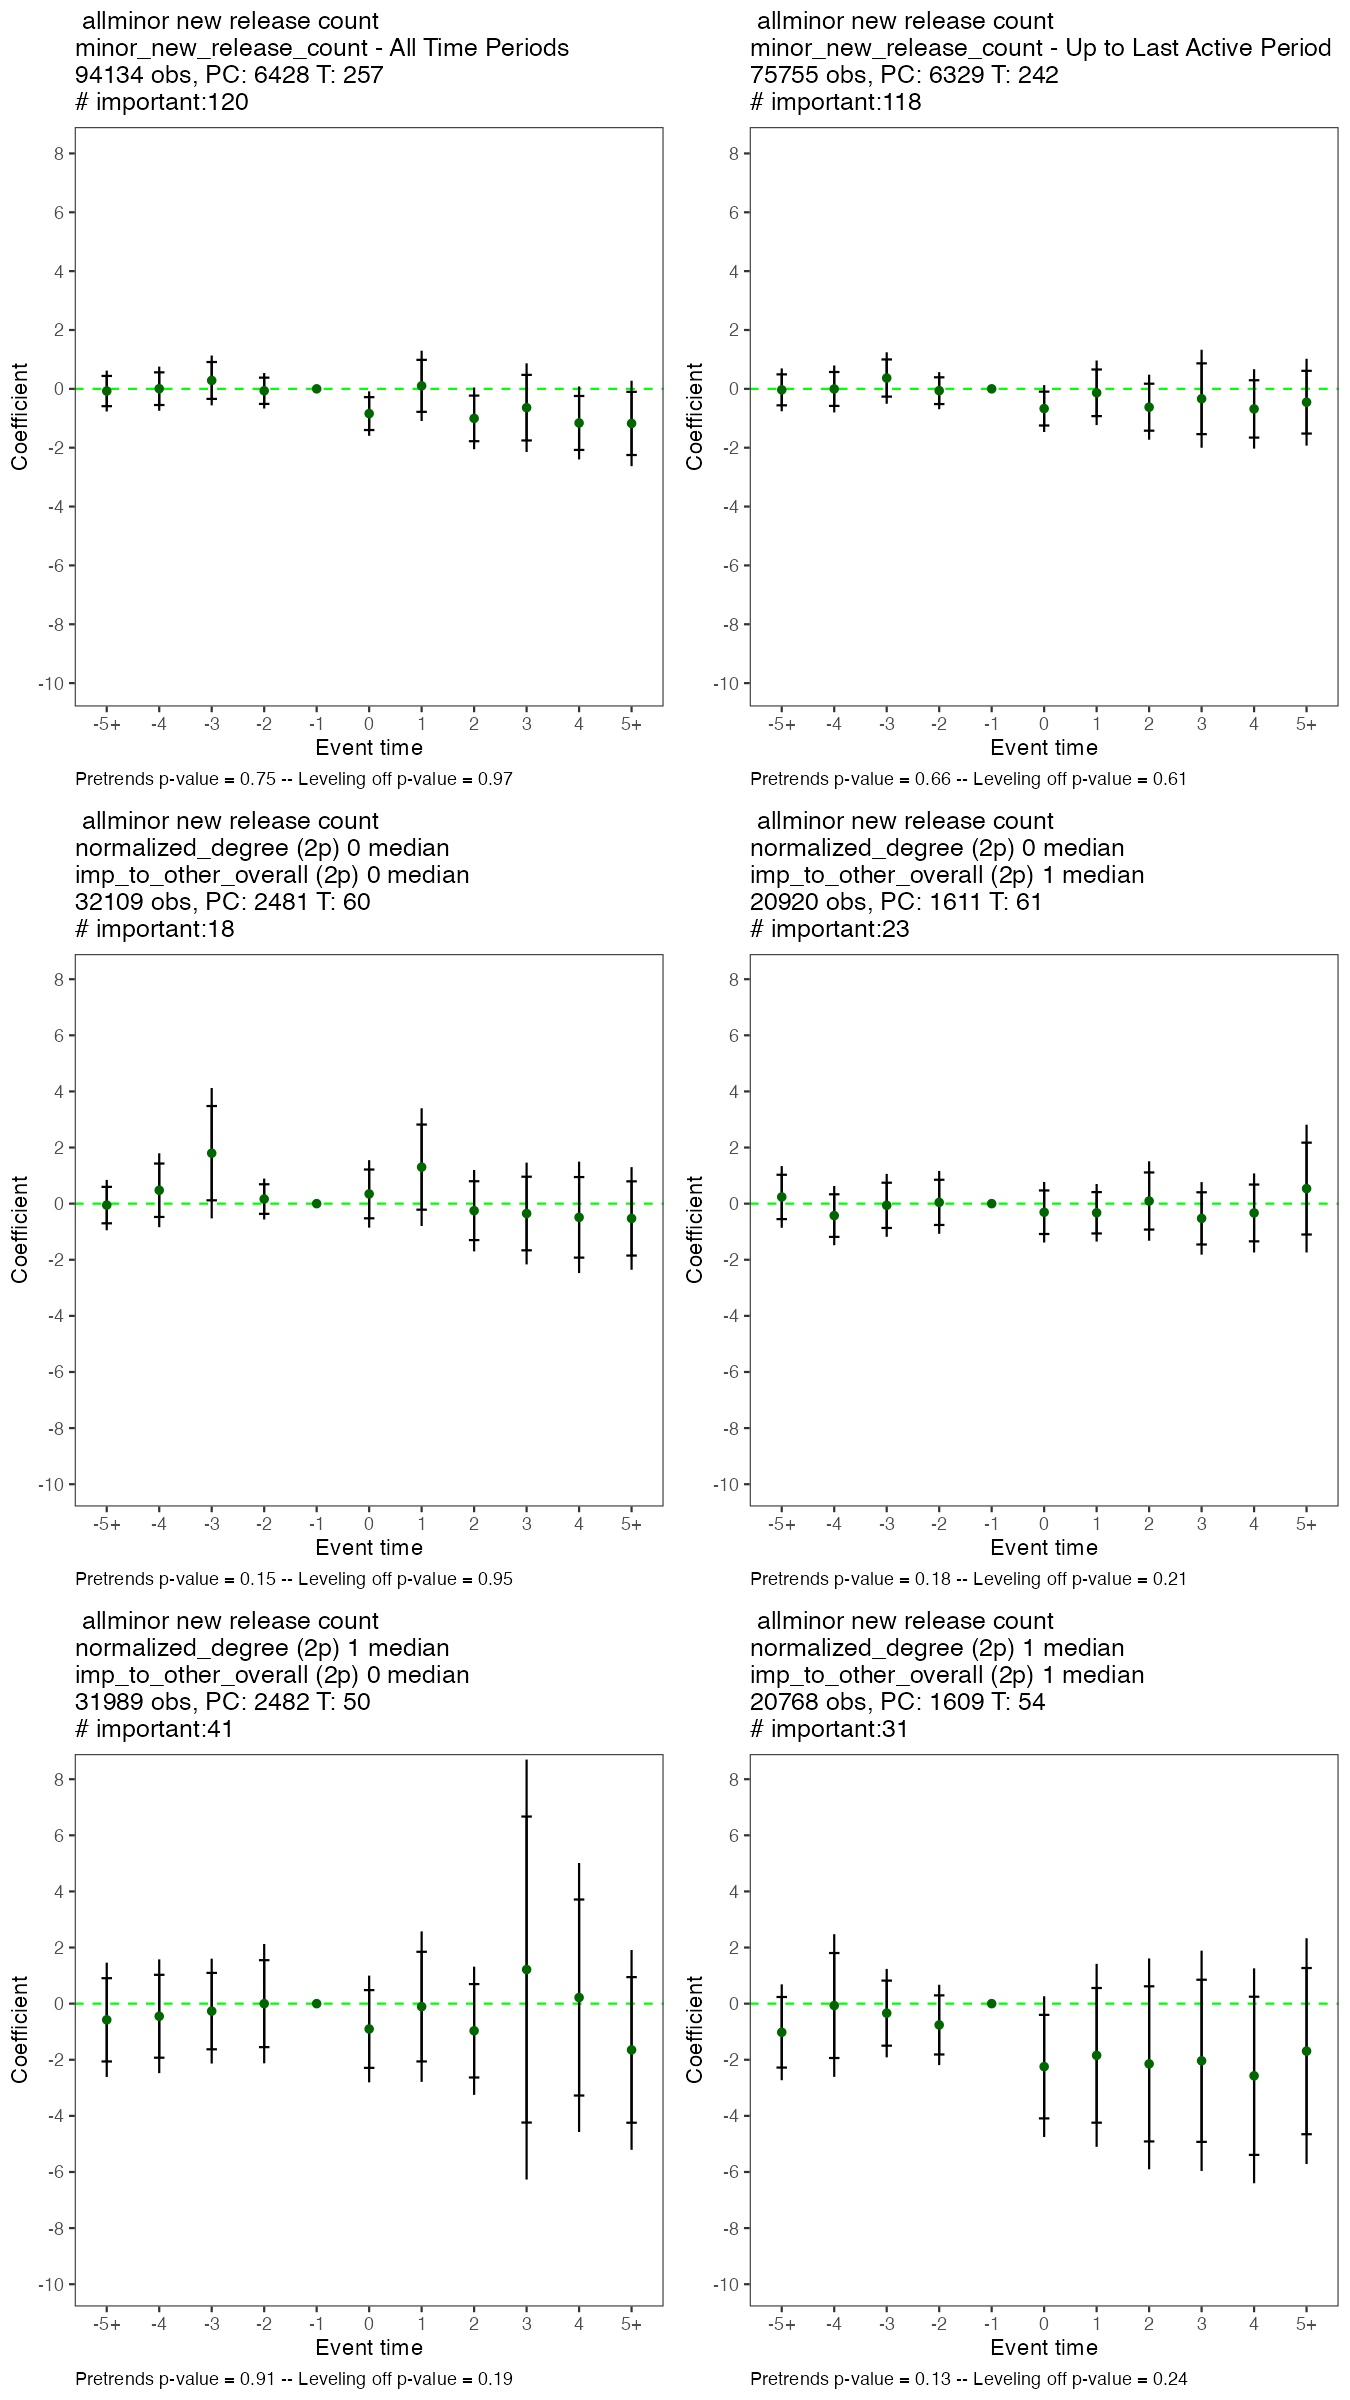 allminor new release count
minor_new_release_count - All Time Periods
94134 obs, PC: 6428 T: 257
# important:120
8
6
4
2
0
-2
-4
-6
-8
-10
Coefficient
-5+ -4 -3 -2 -1 0 1 2 3 4 5+
Event time
Pretrends p-value = 0.75 -- Leveling off p-value = 0.97
allminor new release count
minor_new_release_count - Up to Last Active Period
75755 obs, PC: 6329 T: 242
# important:118
8
6
4
2
0
-2
-4
-6
-8
-10
Coefficient
-5+ -4 -3 -2 -1 0 1 2 3 4 5+
Event time
Pretrends p-value = 0.66 -- Leveling off p-value = 0.61
allminor new release count
normalized_degree (2p) 0 median
imp_to_other_overall (2p) 0 median
32109 obs, PC: 2481 T: 60
# important:18
8
6
4
2
0
-2
-4
-6
-8
-10
Coefficient
-5+ -4 -3 -2 -1 0 1 2 3 4 5+
Event time
Pretrends p-value = 0.15 -- Leveling off p-value = 0.95
allminor new release count
normalized_degree (2p) 0 median
imp_to_other_overall (2p) 1 median
20920 obs, PC: 1611 T: 61
# important:23
8
6
4
2
0
-2
-4
-6
-8
-10
Coefficient
-5+ -4 -3 -2 -1 0 1 2 3 4 5+
Event time
Pretrends p-value = 0.18 -- Leveling off p-value = 0.21
allminor new release count
normalized_degree (2p) 1 median
imp_to_other_overall (2p) 0 median
31989 obs, PC: 2482 T: 50
# important:41
8
6
4
2
0
-2
-4
-6
-8
-10
Coefficient
-5+ -4 -3 -2 -1 0 1 2 3 4 5+
Event time
Pretrends p-value = 0.91 -- Leveling off p-value = 0.19
allminor new release count
normalized_degree (2p) 1 median
imp_to_other_overall (2p) 1 median
20768 obs, PC: 1609 T: 54
# important:31
8
6
4
2
0
-2
-4
-6
-8
-10
Coefficient
-5+ -4 -3 -2 -1 0 1 2 3 4 5+
Event time
Pretrends p-value = 0.13 -- Leveling off p-value = 0.24